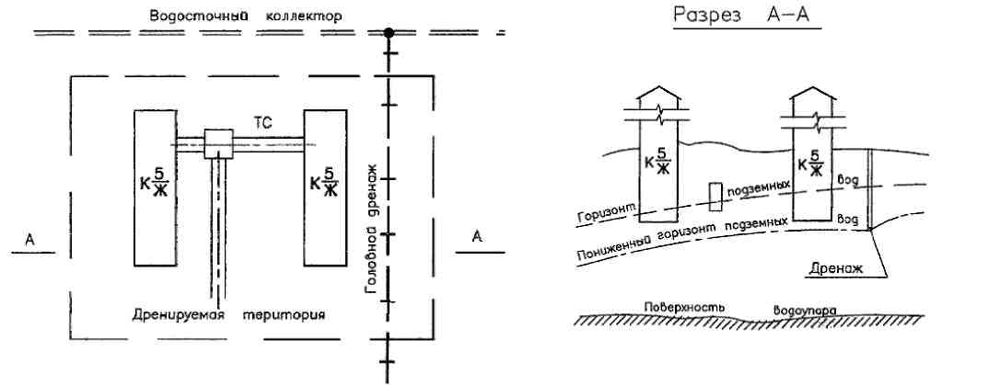 Водосточный коллектор
ТС
К 5/Ж
К 5/Ж
Головной дренаж
А
А
Дренируемая територия
Разрез А—А
К 5/Ж
К 5/Ж
Горизонт подземных вод
Пониженный горизонт подземных вод
Дренаж
Поверхность водоупора